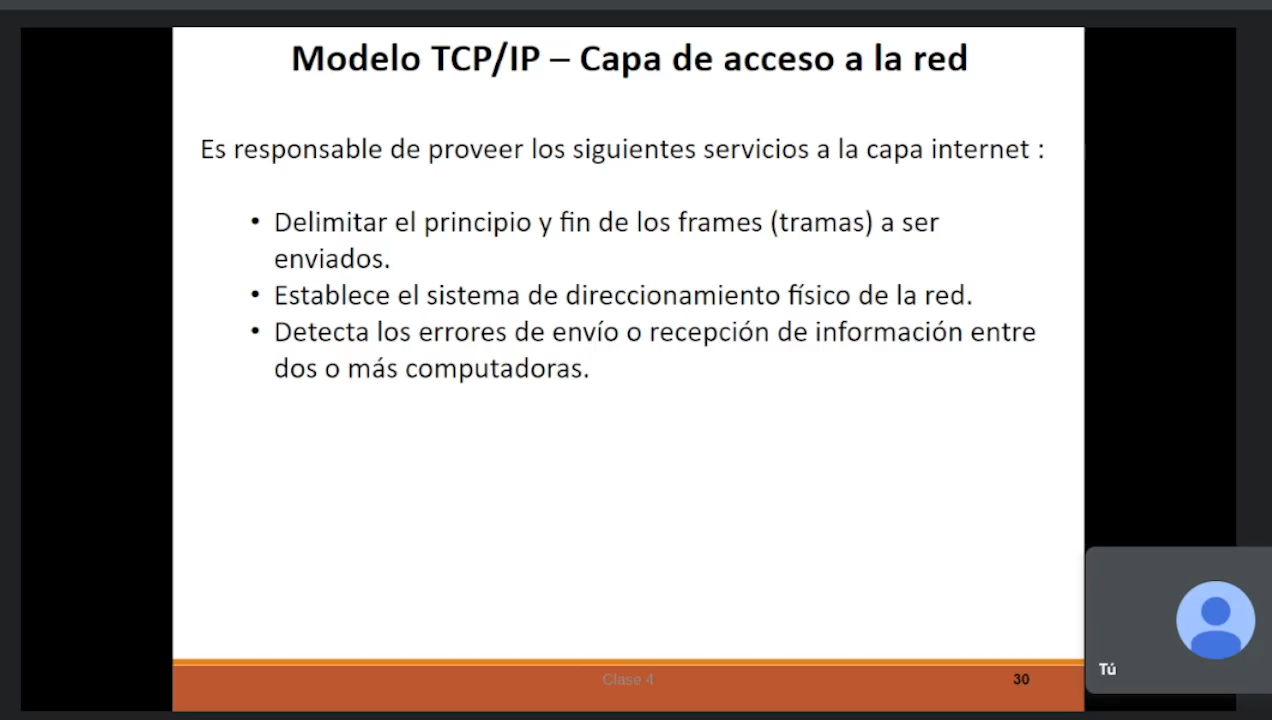 Modelo TCP/IP – Capa de acceso a la red
Es responsable de proveer los siguientes servicios a la capa internet :
• Delimitar el principio y fin de los frames (tramas) a ser
enviados.
• Establece el sistema de direccionamiento físico de la red.
• Detecta los errores de envío o recepción de información entre
dos o más computadoras.
Clase 4
30
Tú